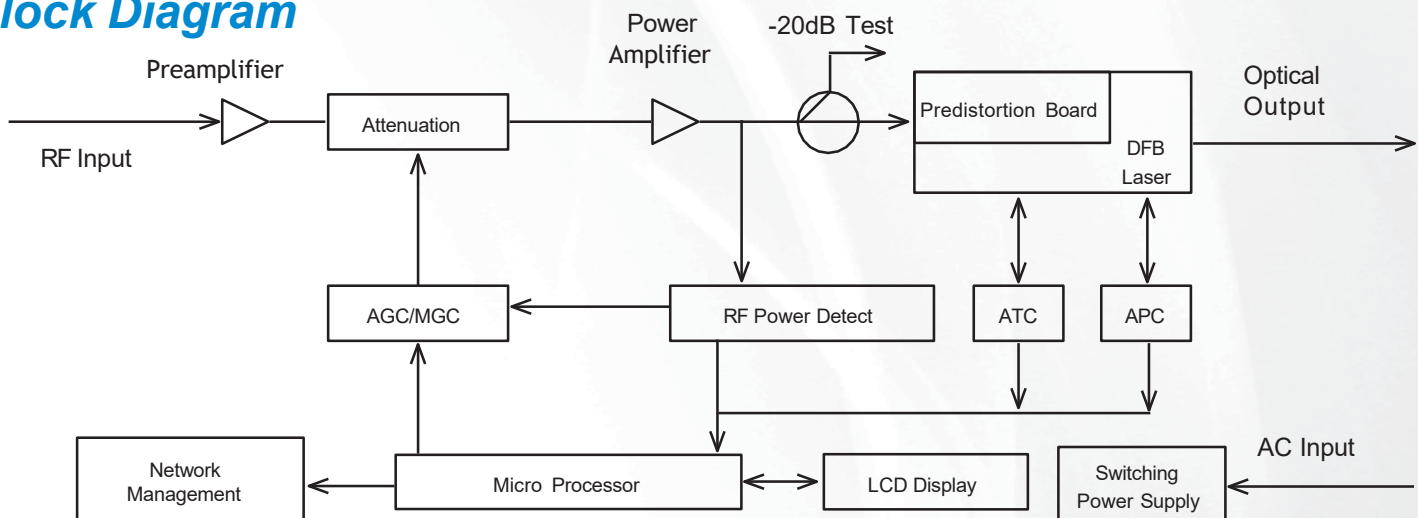 lock Diagram
Power
Amplifier
-20dB Test
Preamplifier
Optical
Output
Attenuation
Predistortion Board
RF Input
DFB
Laser
AGC/MGC
RF Power Detect
ATC
APC
AC Input
Network
Management
Micro Processor
LCD Display
Switching
Power Supply